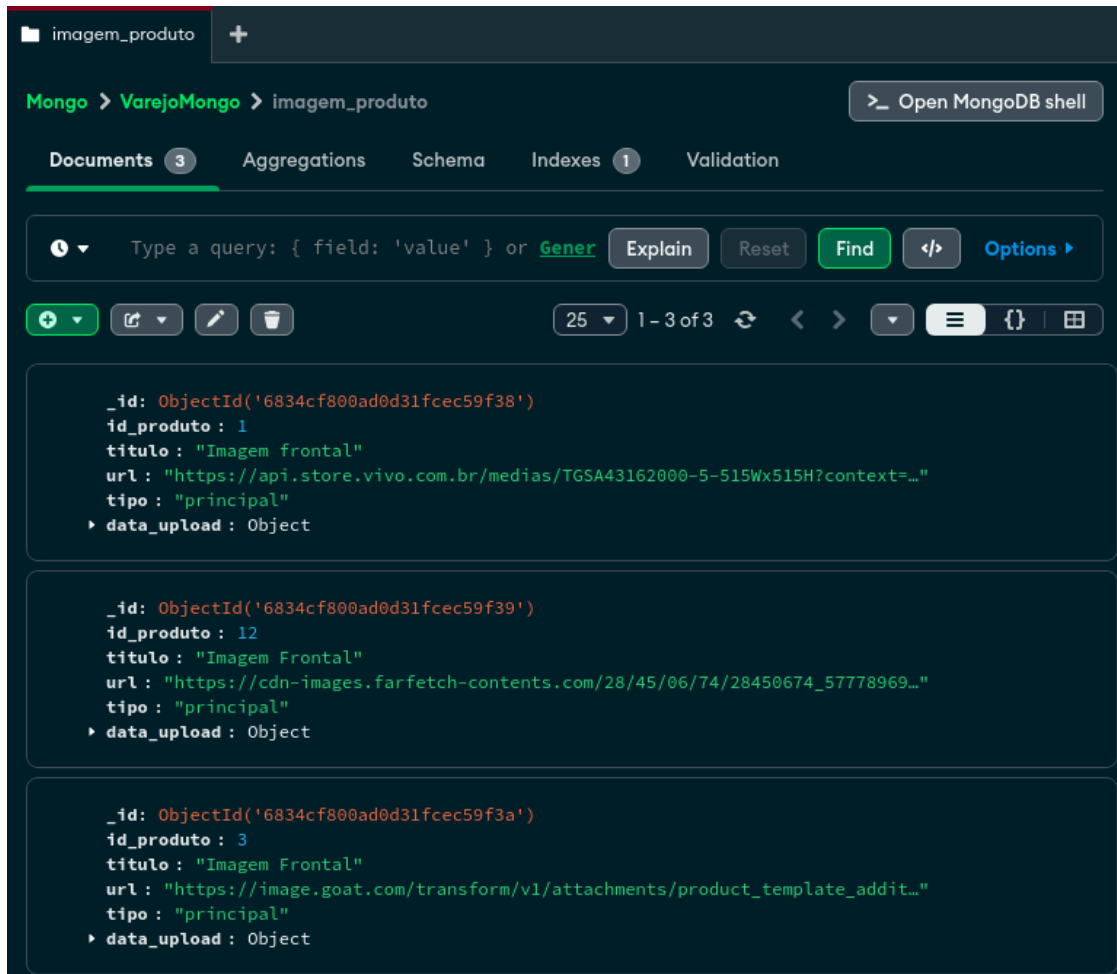 imagem_produto
Mongo > VarejoMongo > imagem_produto
>_ Open MongoDB shell
Documents 3 Aggregations Schema Indexes 1 Validation
Type a query: { field: 'value' } or Gener Explain Reset Find </> Options
25 1 – 3 of 3 {}
_id: ObjectId('6834cf800ad0d31fcec59f38')
id_produto : 1
titulo : "Imagem frontal"
url : "https://api.store.vivo.com.br/medias/TGSA43162000-5-515Wx515H?context=…"
tipo : "principal"
data_upload : Object
_id: ObjectId('6834cf800ad0d31fcec59f39')
id_produto : 12
titulo : "Imagem Frontal"
url : "https://cdn-images.farfetch-contents.com/28/45/06/74/28450674_57778969…"
tipo : "principal"
data_upload : Object
_id: ObjectId('6834cf800ad0d31fcec59f3a')
id_produto : 3
titulo : "Imagem Frontal"
url : "https://image.goat.com/transform/v1/attachments/product_template_addit…"
tipo : "principal"
data_upload : Object